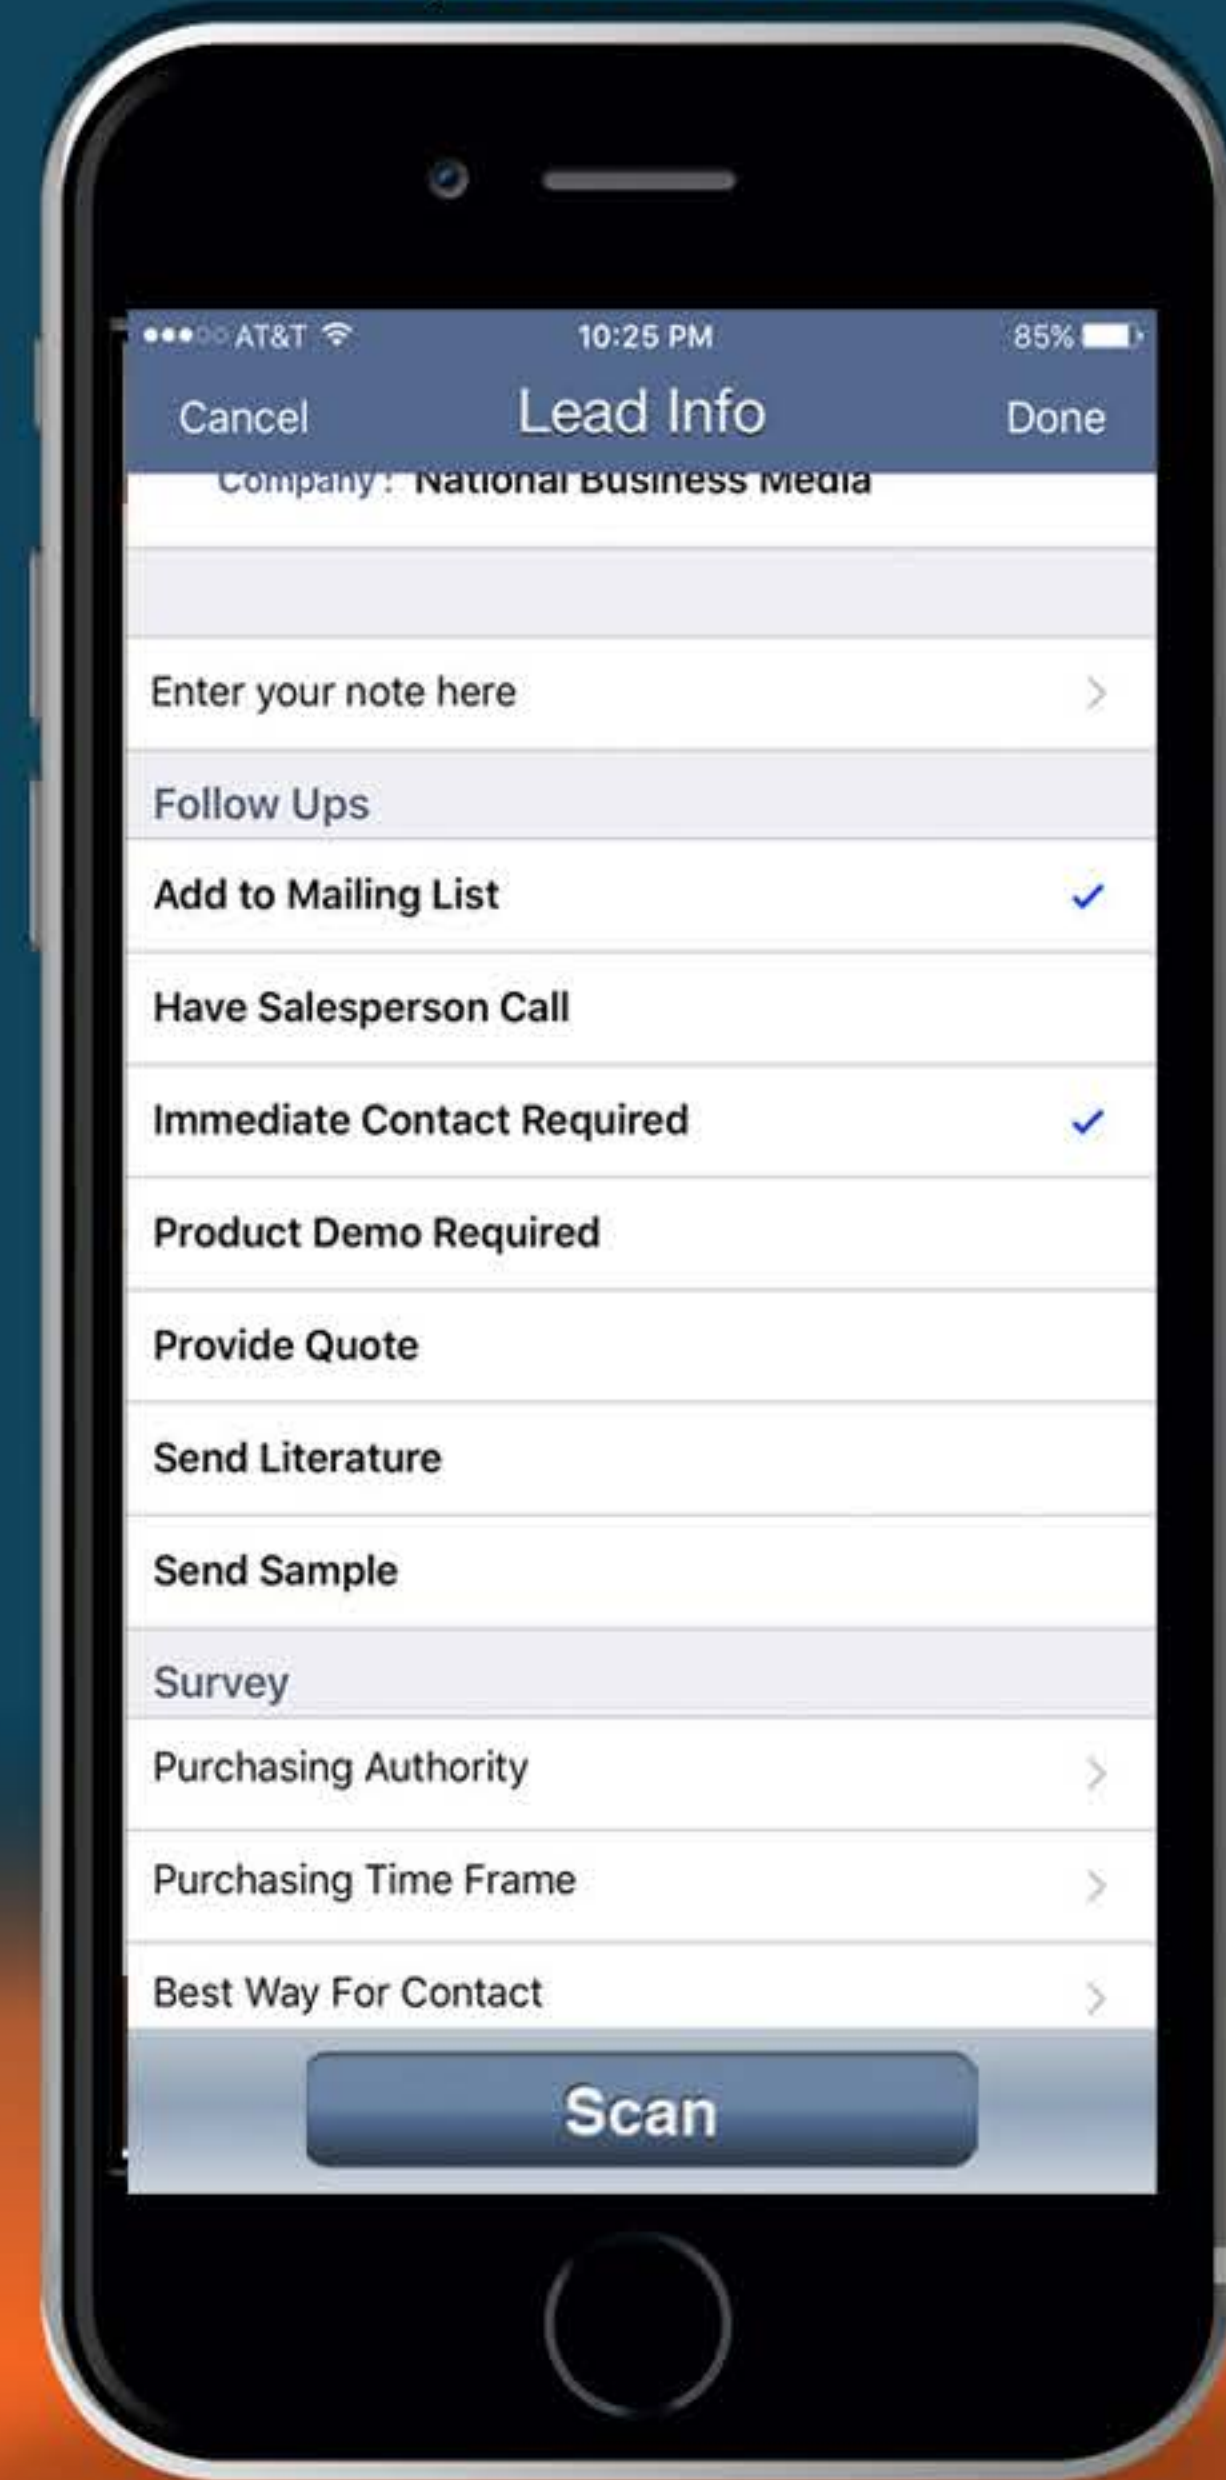 AT&T 10:25 PM 85%
Cancel Lead Info Done
Company: National Business Media
Enter your note here
Follow Ups
Add to Mailing List
Have Salesperson Call
Immediate Contact Required
Product Demo Required
Provide Quote
Send Literature
Send Sample
Survey
Purchasing Authority
Purchasing Time Frame
Best Way For Contact
Scan